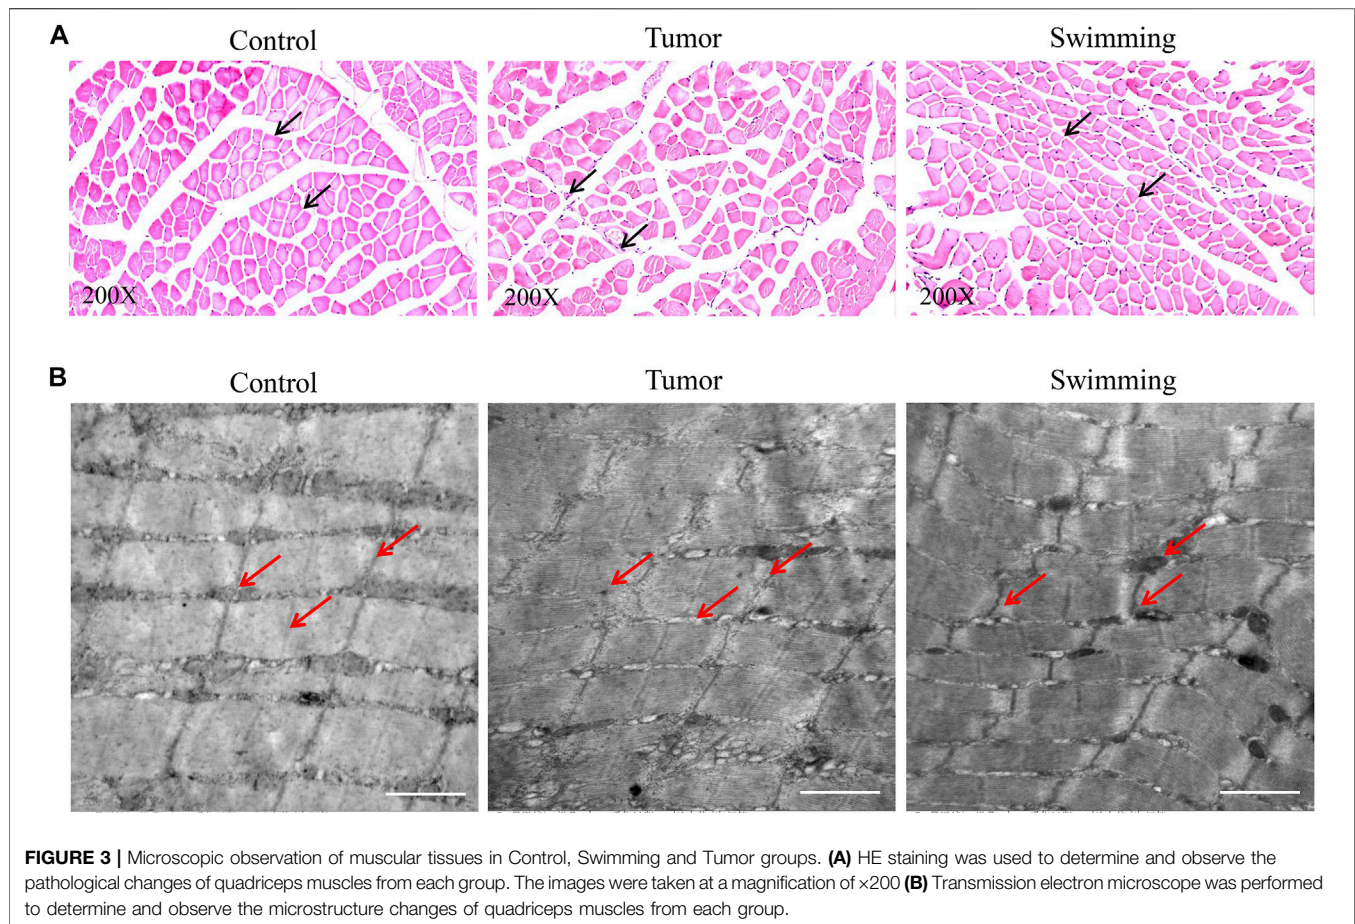 A
Control
Tumor
Swimming
200X
200X
200X
B
Control
Tumor
Swimming
FIGURE 3 | Microscopic observation of muscular tissues in Control, Swimming and Tumor groups. (A) HE staining was used to determine and observe the
pathological changes of quadriceps muscles from each group. The images were taken at a magnification of ×200 (B) Transmission electron microscope was performed
to determine and observe the microstructure changes of quadriceps muscles from each group.